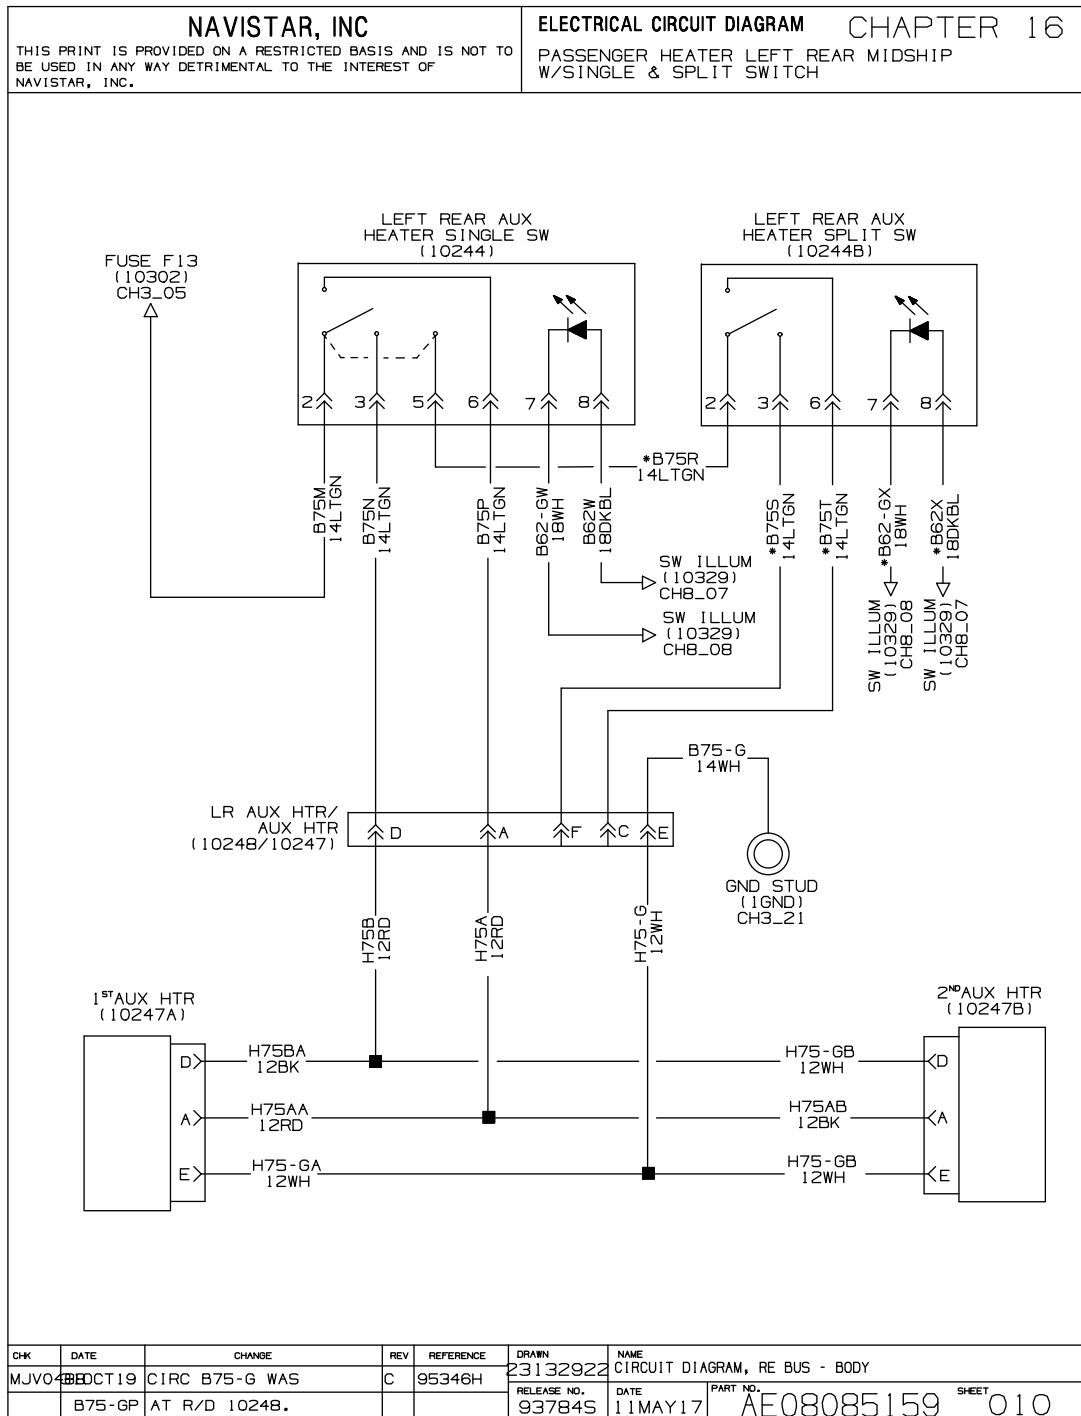 NAVISTAR, INC
THIS PRINT IS PROVIDED ON A RESTRICTED BASIS AND IS NOT TO
BE USED IN ANY WAY DETRIMENTAL TO THE INTEREST OF
NAVISTAR, INC.
ELECTRICAL CIRCUIT DIAGRAM CHAPTER 16
PASSENGER HEATER LEFT REAR MIDSHIP
W/SINGLE & SPLIT SWITCH
LEFT REAR AUX
HEATER SINGLE SW
(10244)
LEFT REAR AUX
HEATER SPLIT SW
(10244B)
FUSE F13
(10302)
CH3_05
2 3 5 6 7 8
2 3 6 7 8
*B75R
14LTGN
B75M
14LTGN
B75N
14LTGN
B75P
14LTGN
B62-GW
18WH
B62W
18DKBL
*B75S
14LTGN
*B75T
14LTGN
*B62-GX
18WH
*B62X
18DKBL
SW ILLUM
(10329)
CH8_07
SW ILLUM
(10329)
CH8_08
SW ILLUM
(10329)
CH8_08
SW ILLUM
(10329)
CH8_07
B75-G
14WH
LR AUX HTR/
AUX HTR
(10248/10247)
D A F C E
GND STUD
(1GND)
CH3_21
H75B
12RD
H75A
12RD
H75-G
12WH
1ST AUX HTR
(10247A)
2ND AUX HTR
(10247B)
D H75BA
12BK
H75-GB
12WH D
A H75AA
12RD
H75AB
12BK A
E H75-GA
12WH
H75-GB
12WH E
CHK DATE CHANGE REV REFERENCE DRAWN NAME
CIRC B75-G WAS C 95346H 23132922 CIRCUIT DIAGRAM, RE BUS - BODY
B75-GP AT R/D 10248.
RELEASE NO. DATE PART NO. SHEET
93784S 11MAY17 AE08085159 010